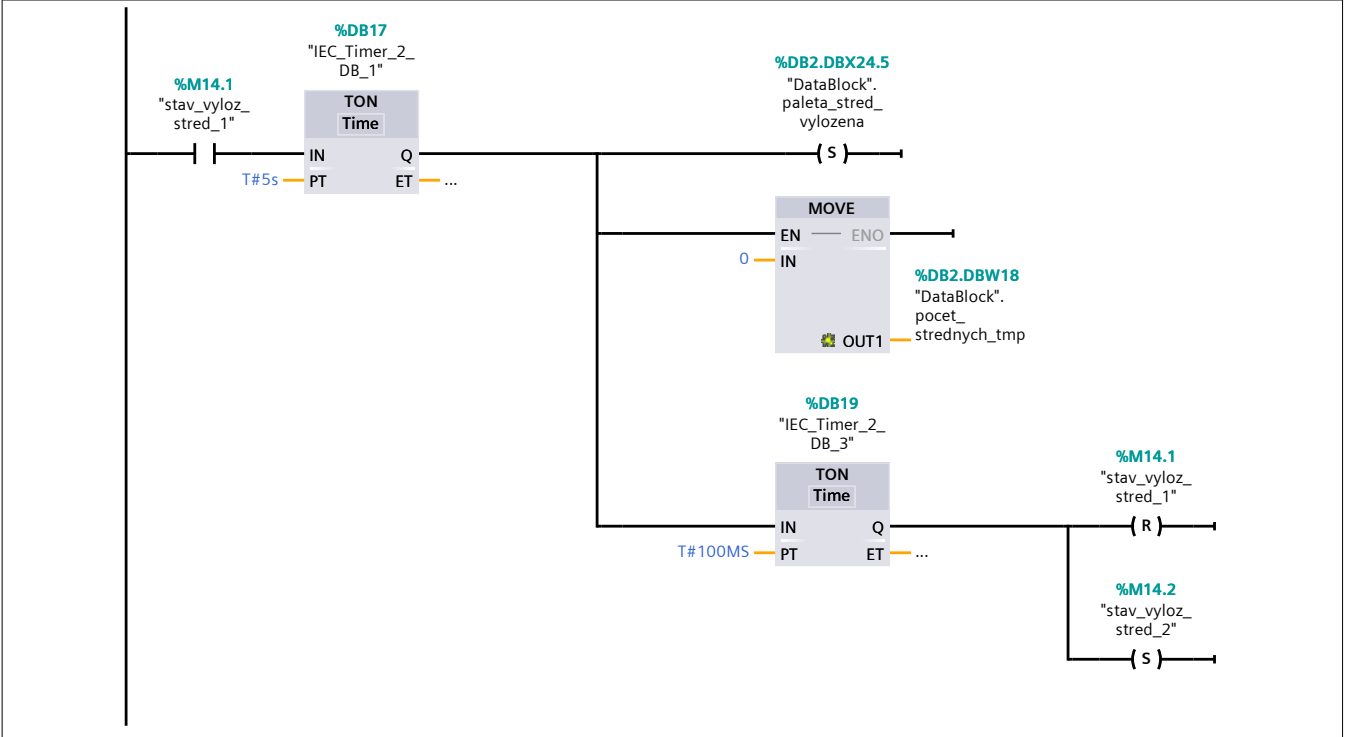 %DB17
"IEC_Timer_2_
DB_1"
%M14.1
"stav_vyloz_
stred_1"
TON
Time
IN
Q
T#5s
PT
ET
...
%DB2.DBX24.5
"DataBlock".
paleta_stred_
vylozena
S
MOVE
EN
ENO
0
IN
%DB2.DBW18
"DataBlock".
pocet_
strednych_tmp
OUT1
%DB19
"IEC_Timer_2_
DB_3"
TON
Time
IN
Q
T#100MS
PT
ET
...
%M14.1
"stav_vyloz_
stred_1"
R
%M14.2
"stav_vyloz_
stred_2"
S